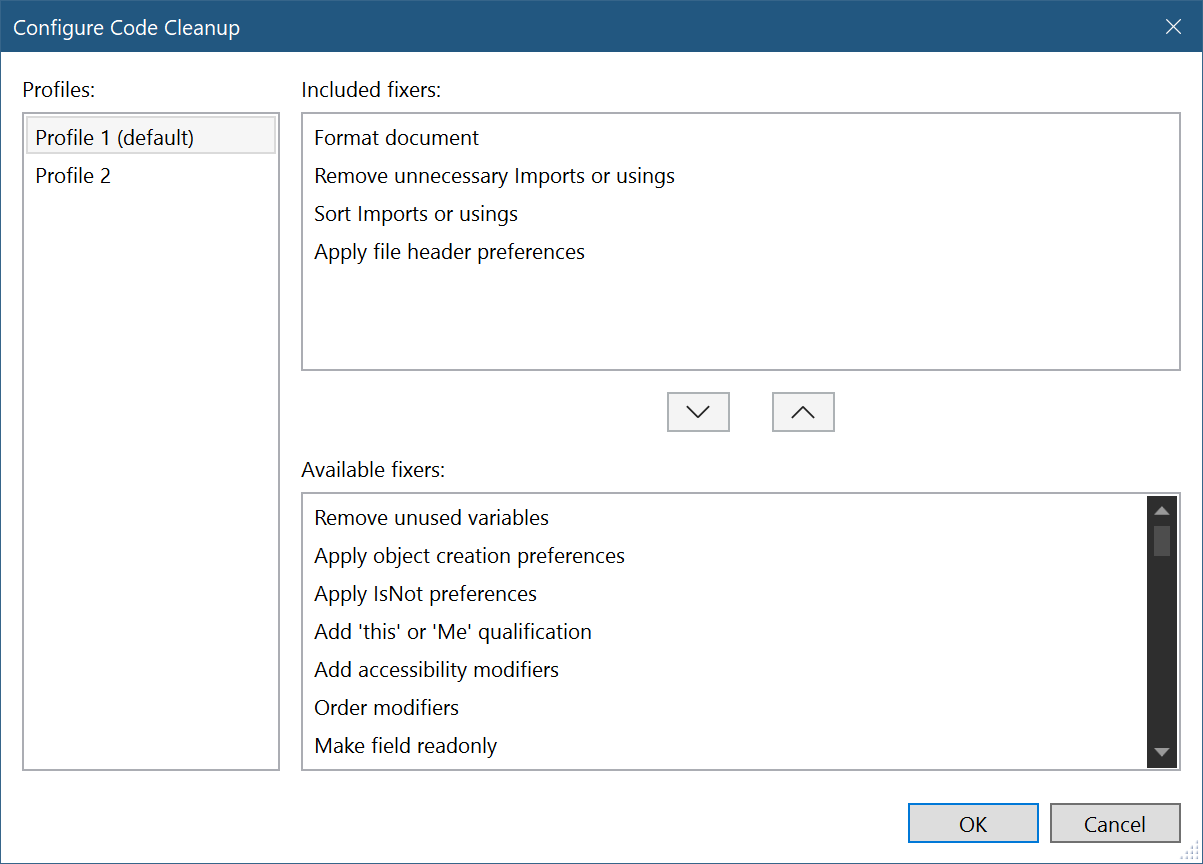 Configure Code Cleanup
Profiles:
Profile 1 (default)
Profile 2
Included fixers:
Format document
Remove unnecessary Imports or usings
Sort Imports or usings
Apply file header preferences
Available fixers:
Remove unused variables
Apply object creation preferences
Apply IsNot preferences
Add 'this' or 'Me' qualification
Add accessibility modifiers
Order modifiers
Make field readonly
OK
Cancel